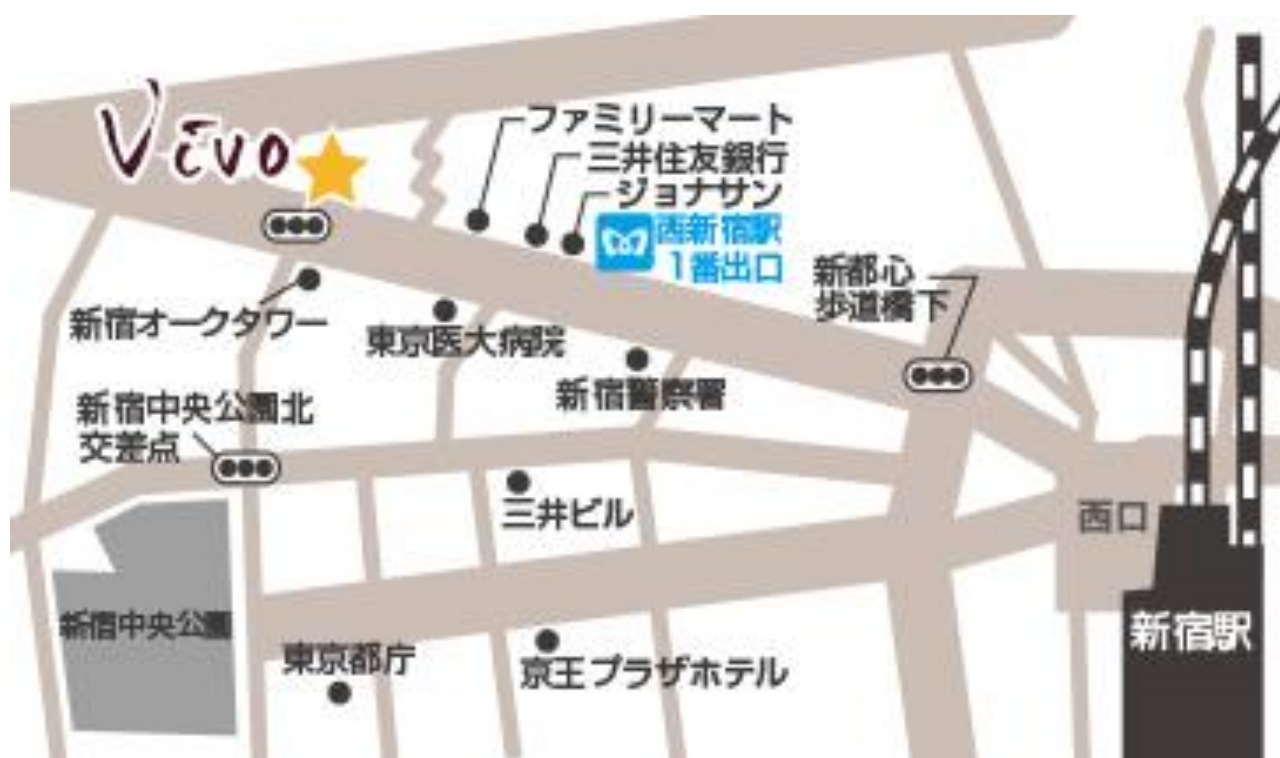 Vivo
ファミリーマート
三井住友銀行
ジョナサン
西新宿駅
1番出口
新都心
歩道橋下
新宿オークタワー
東京医大病院
新宿警察署
新宿中央公園北
交差点
三井ビル
西口
新宿中央公園
新宿駅
東京都庁
京王プラザホテル